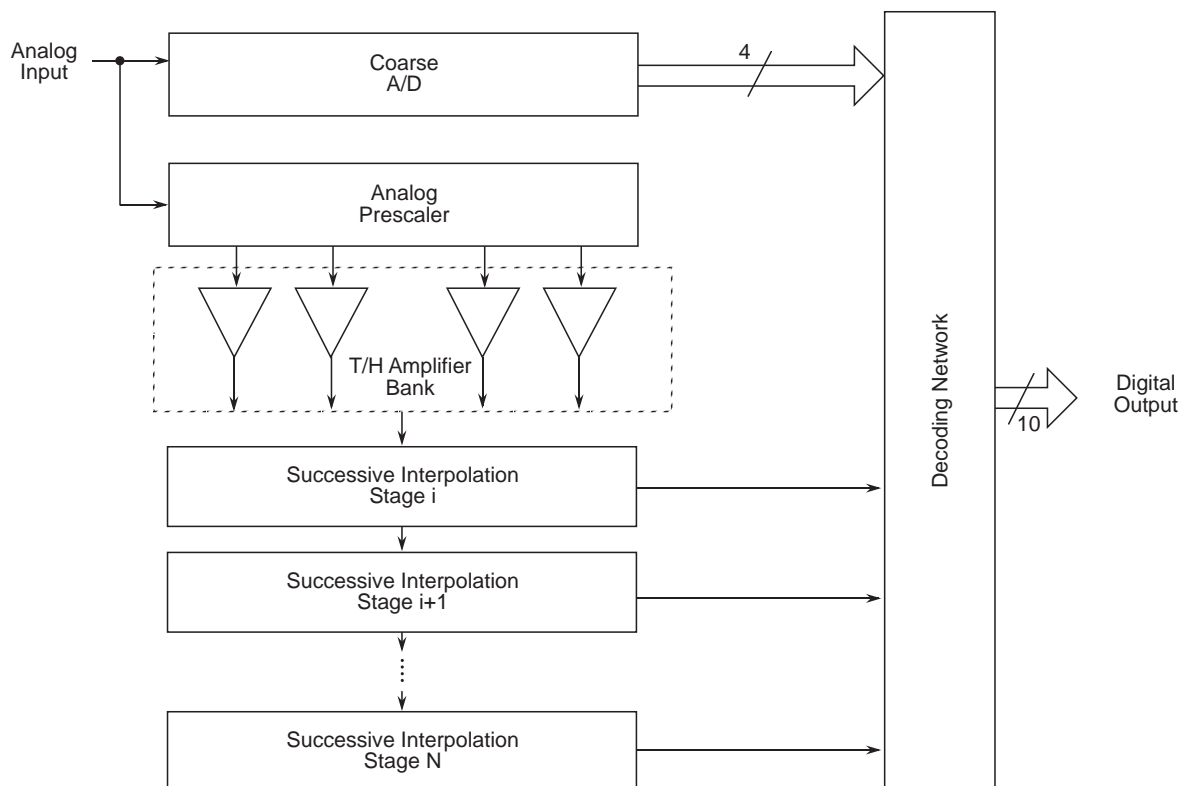 Analog
Input
Coarse
A/D
4
Analog
Prescaler
T/H Amplifier
Bank
Successive Interpolation
Stage i
Successive Interpolation
Stage i+1
Successive Interpolation
Stage N
Decoding Network
10
Digital
Output